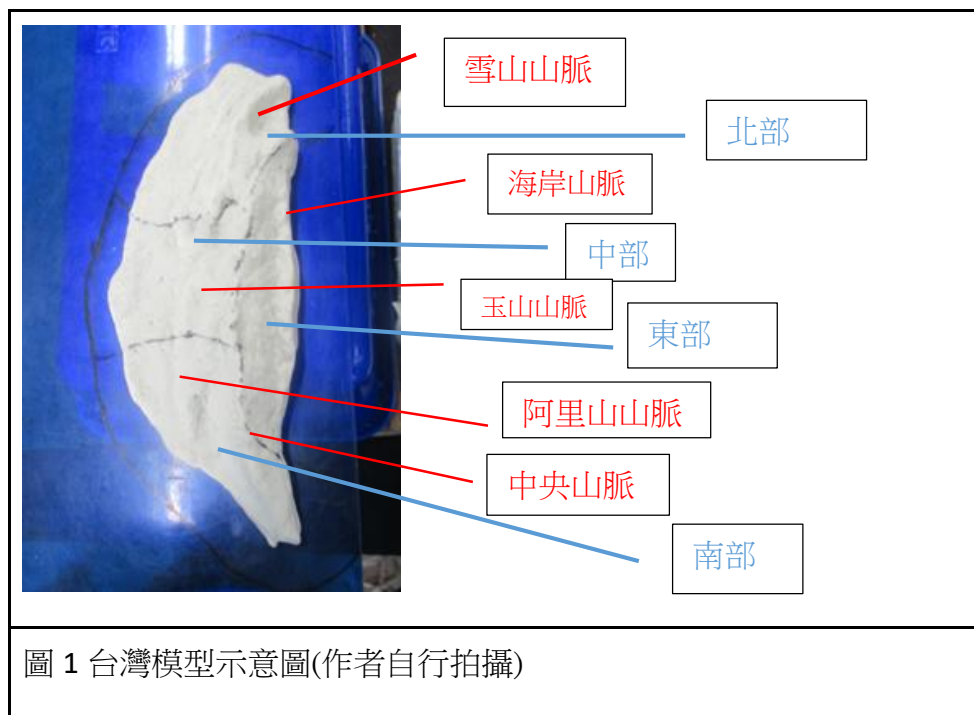 雪山山脈
北部
海岸山脈
中部
玉山山脈
東部
阿里山山脈
中央山脈
南部
圖 1 台灣模型示意圖(作者自行拍攝)